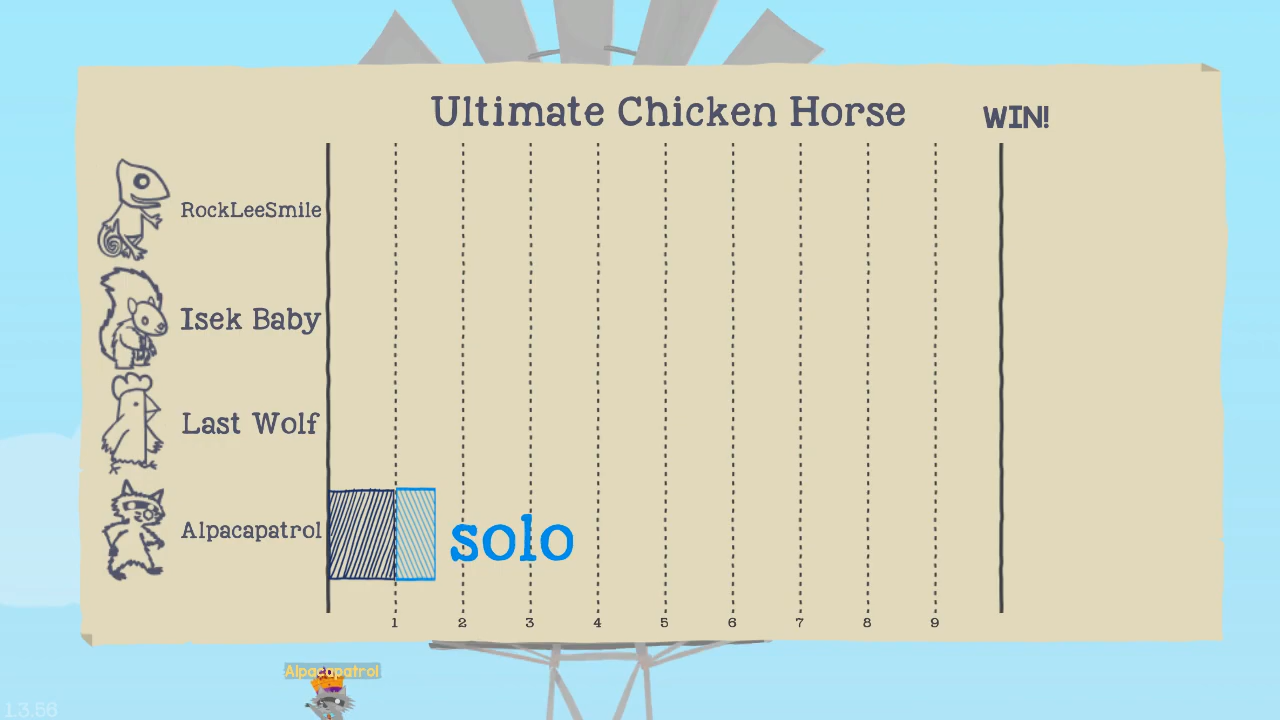 Ultimate Chicken Horse
WIN!
RockLeeSmile
Isek Baby
Last Wolf
Alpacapatrol
solo
1 2 3 4 5 6 7 8 9
Alpacapatrol
1.3.56